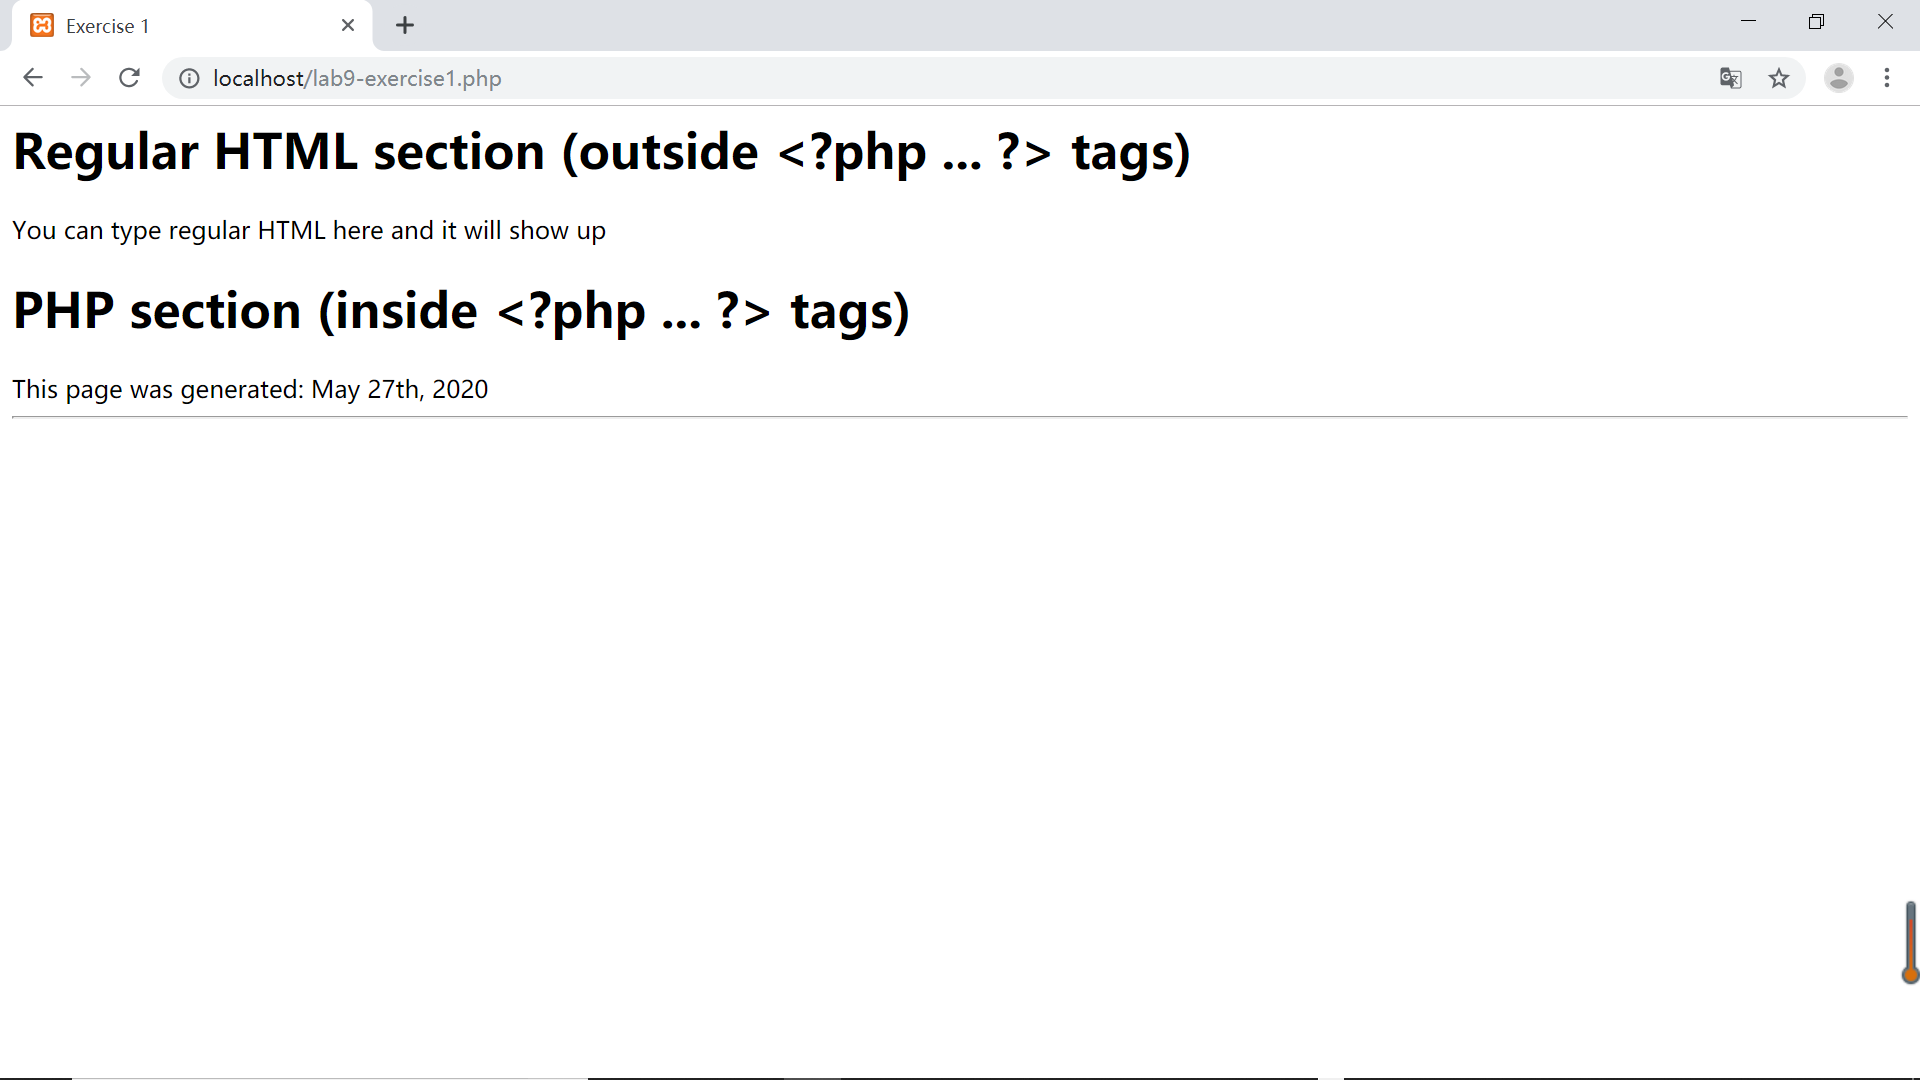 Exercise 1
localhost/lab9-exercise1.php
Regular HTML section (outside <?php ... ?> tags)
You can type regular HTML here and it will show up
PHP section (inside <?php ... ?> tags)
This page was generated: May 27th, 2020